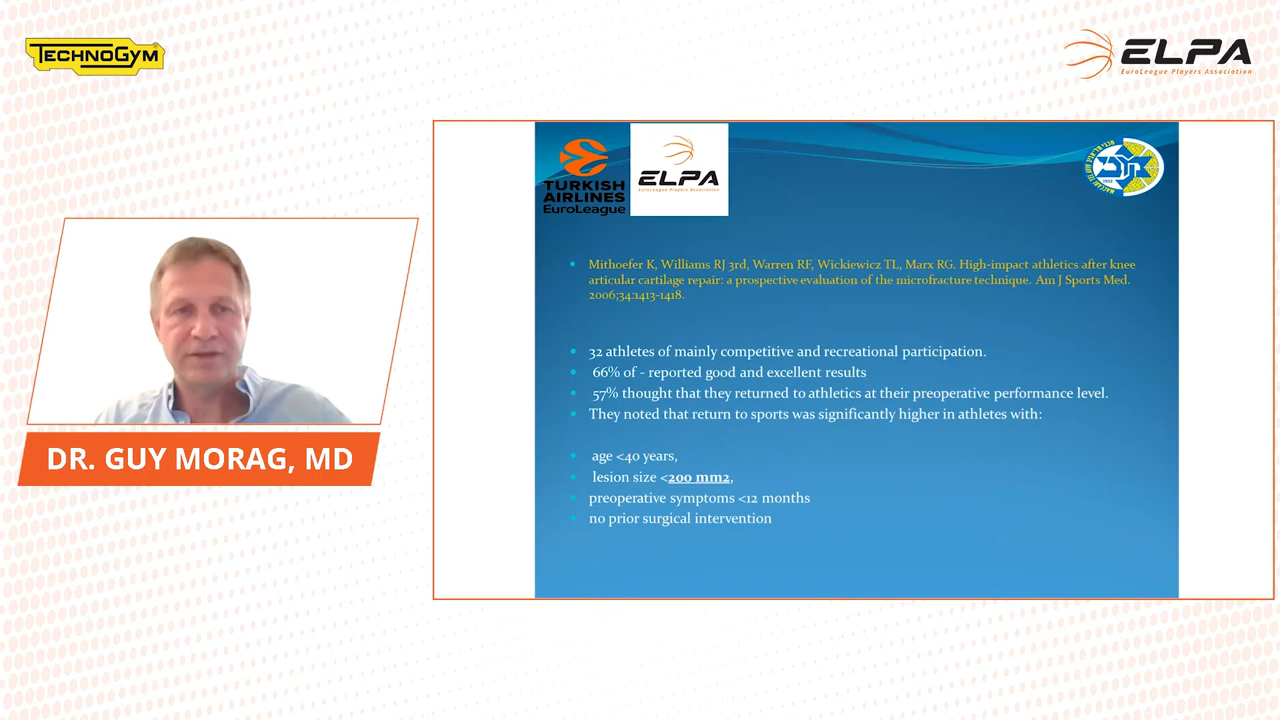 TECHNOGYM
ELPA
EuroLeague Players Association
TURKISH
AIRLINES
EuroLeague
ELPA
EuroLeague Players Association
Mithoefer K, Williams RJ 3rd, Warren RF, Wickiewicz TL, Marx RG. High-impact athletics after knee
articular cartilage repair: a prospective evaluation of the microfracture technique. Am J Sports Med.
2006;34:1413-1418.
32 athletes of mainly competitive and recreational participation.
66% of - reported good and excellent results
57% thought that they returned to athletics at their preoperative performance level.
They noted that return to sports was significantly higher in athletes with:
age <40 years,
lesion size <200 mm2,
preoperative symptoms <12 months
no prior surgical intervention
DR. GUY MORAG, MD